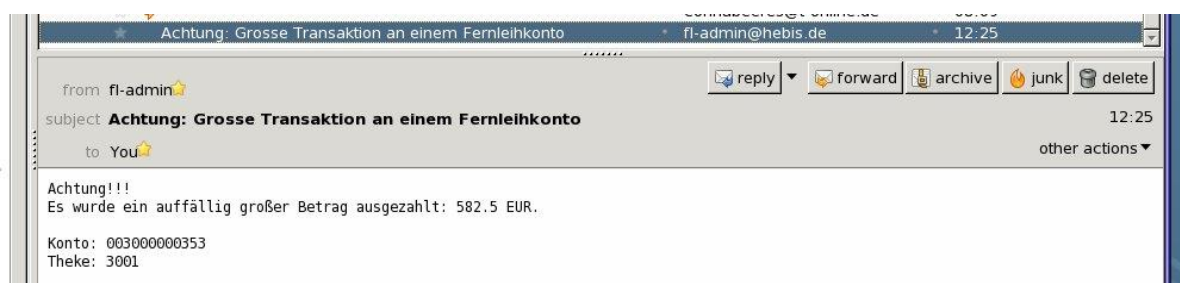 Achtung: Grosse Transaktion an einem Fernleihkonto fl-admin@hebis.de 12:25
reply forward archive junk delete
from fl-admin
subject Achtung: Grosse Transaktion an einem Fernleihkonto 12:25
to You other actions
Achtung!!!
Es wurde ein auffällig großer Betrag ausgezahlt: 582.5 EUR.
Konto: 003000000353
Theke: 3001